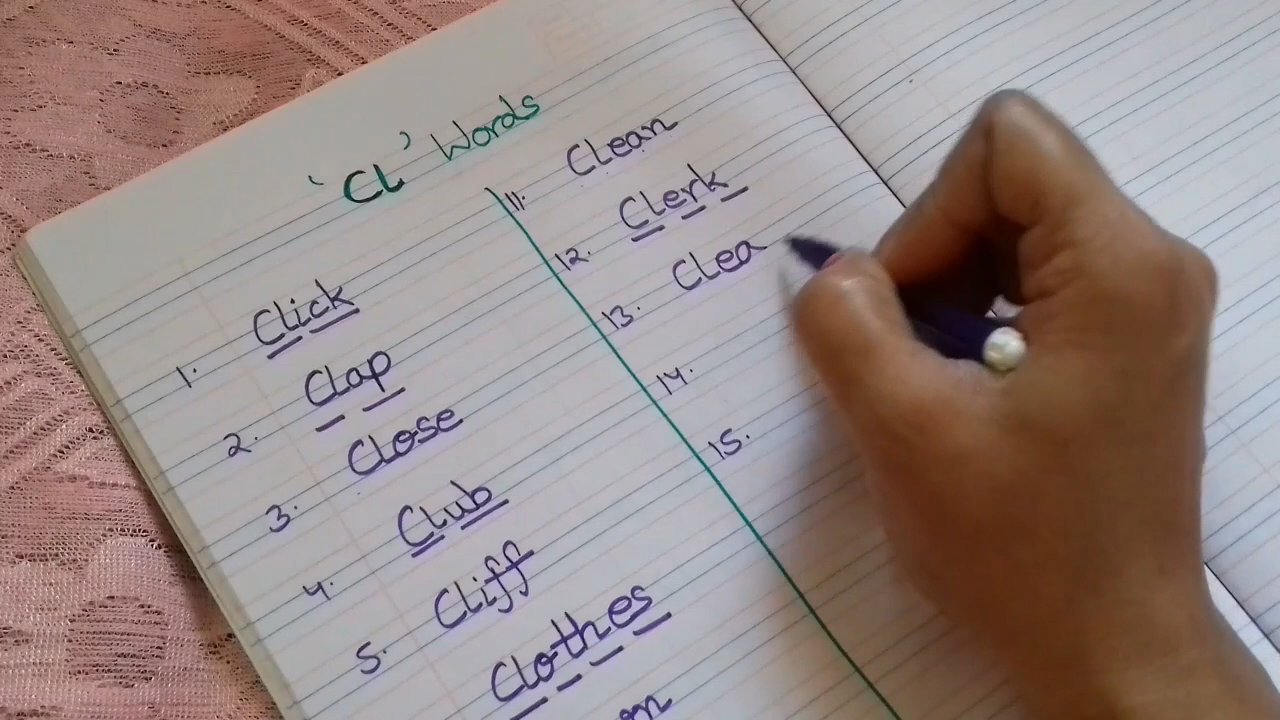 'CL' Words
1. Click
2. Clap
3. Close
4. Club
5. Cliff
Clothes
11. Clean
12. Clerk
13. Clea
14.
15.